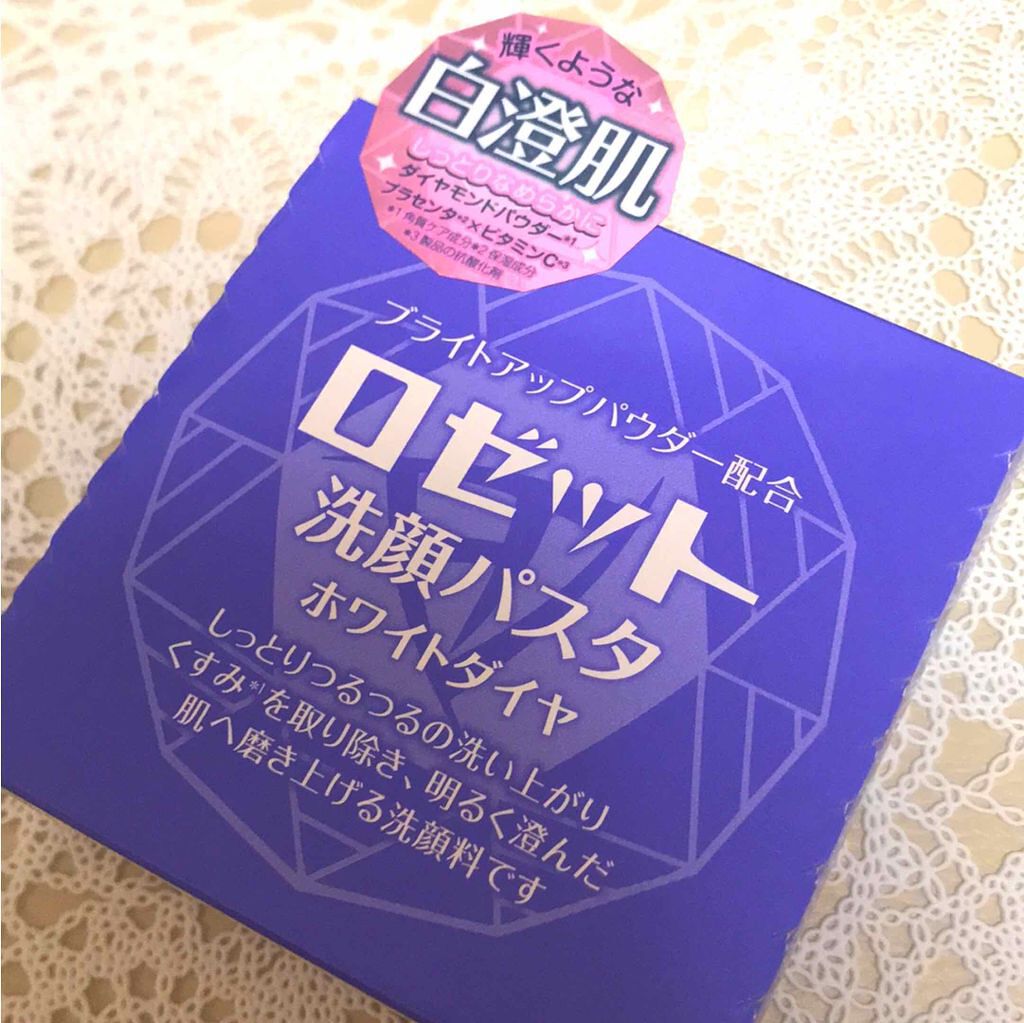 輝くような
白澄肌
しっとりなめらかに
ダイヤモンドパウダー*1
プラセンタ*2×ビタミンC*3
*1 角質ケア成分*2 保湿成分
*3 製品の抗酸化剤
ブライトアップパウダー配合
ロゼット
洗顔パスタ
ホワイトダイヤ
しっとりつるつるの洗い上がり
くすみ*1を取り除き、明るく澄んだ
肌へ磨き上げる洗顔料です